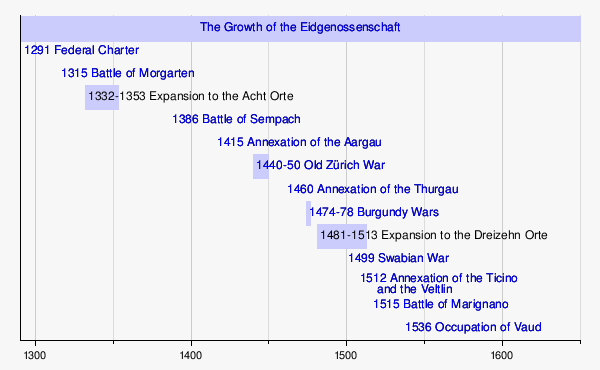 The Growth of the Eidgenossenschaft
1291 Federal Charter
1315 Battle of Morgarten
1332-1353 Expansion to the Acht Orte
1386 Battle of Sempach
1415 Annexation of the Aargau
1440-50 Old Zürich War
1460 Annexation of the Thurgau
1474-78 Burgundy Wars
1481-1513 Expansion to the Dreizehn Orte
1499 Swabian War
1512 Annexation of the Ticino
and the Veltlin
1515 Battle of Marignano
1536 Occupation of Vaud
1300 1400 1500 1600